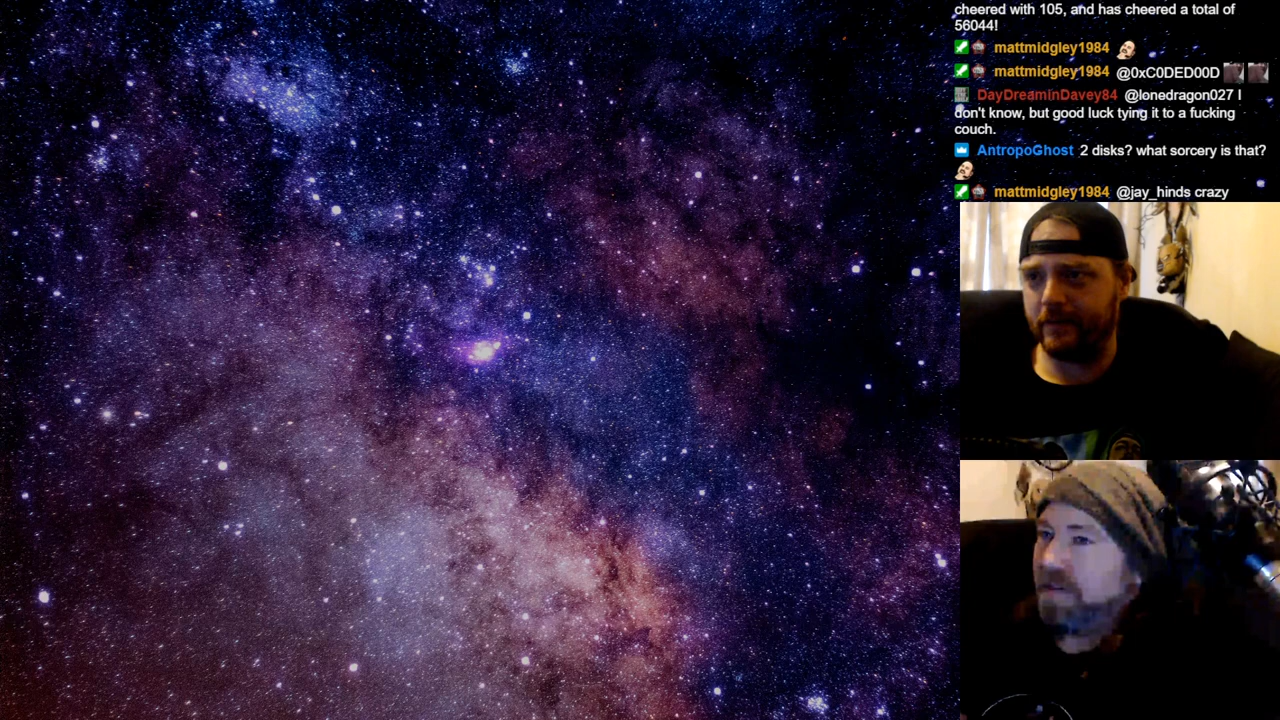 cheered with 105, and has cheered a total of
56044!
mattmidgley1984
mattmidgley1984 @0xC0DED00D
DayDreaminDavey84 @lonedragon027 I
don't know, but good luck tying it to a fucking
couch.
AntropoGhost 2 disks? what sorcery is that?
mattmidgley1984 @jay_hinds crazy